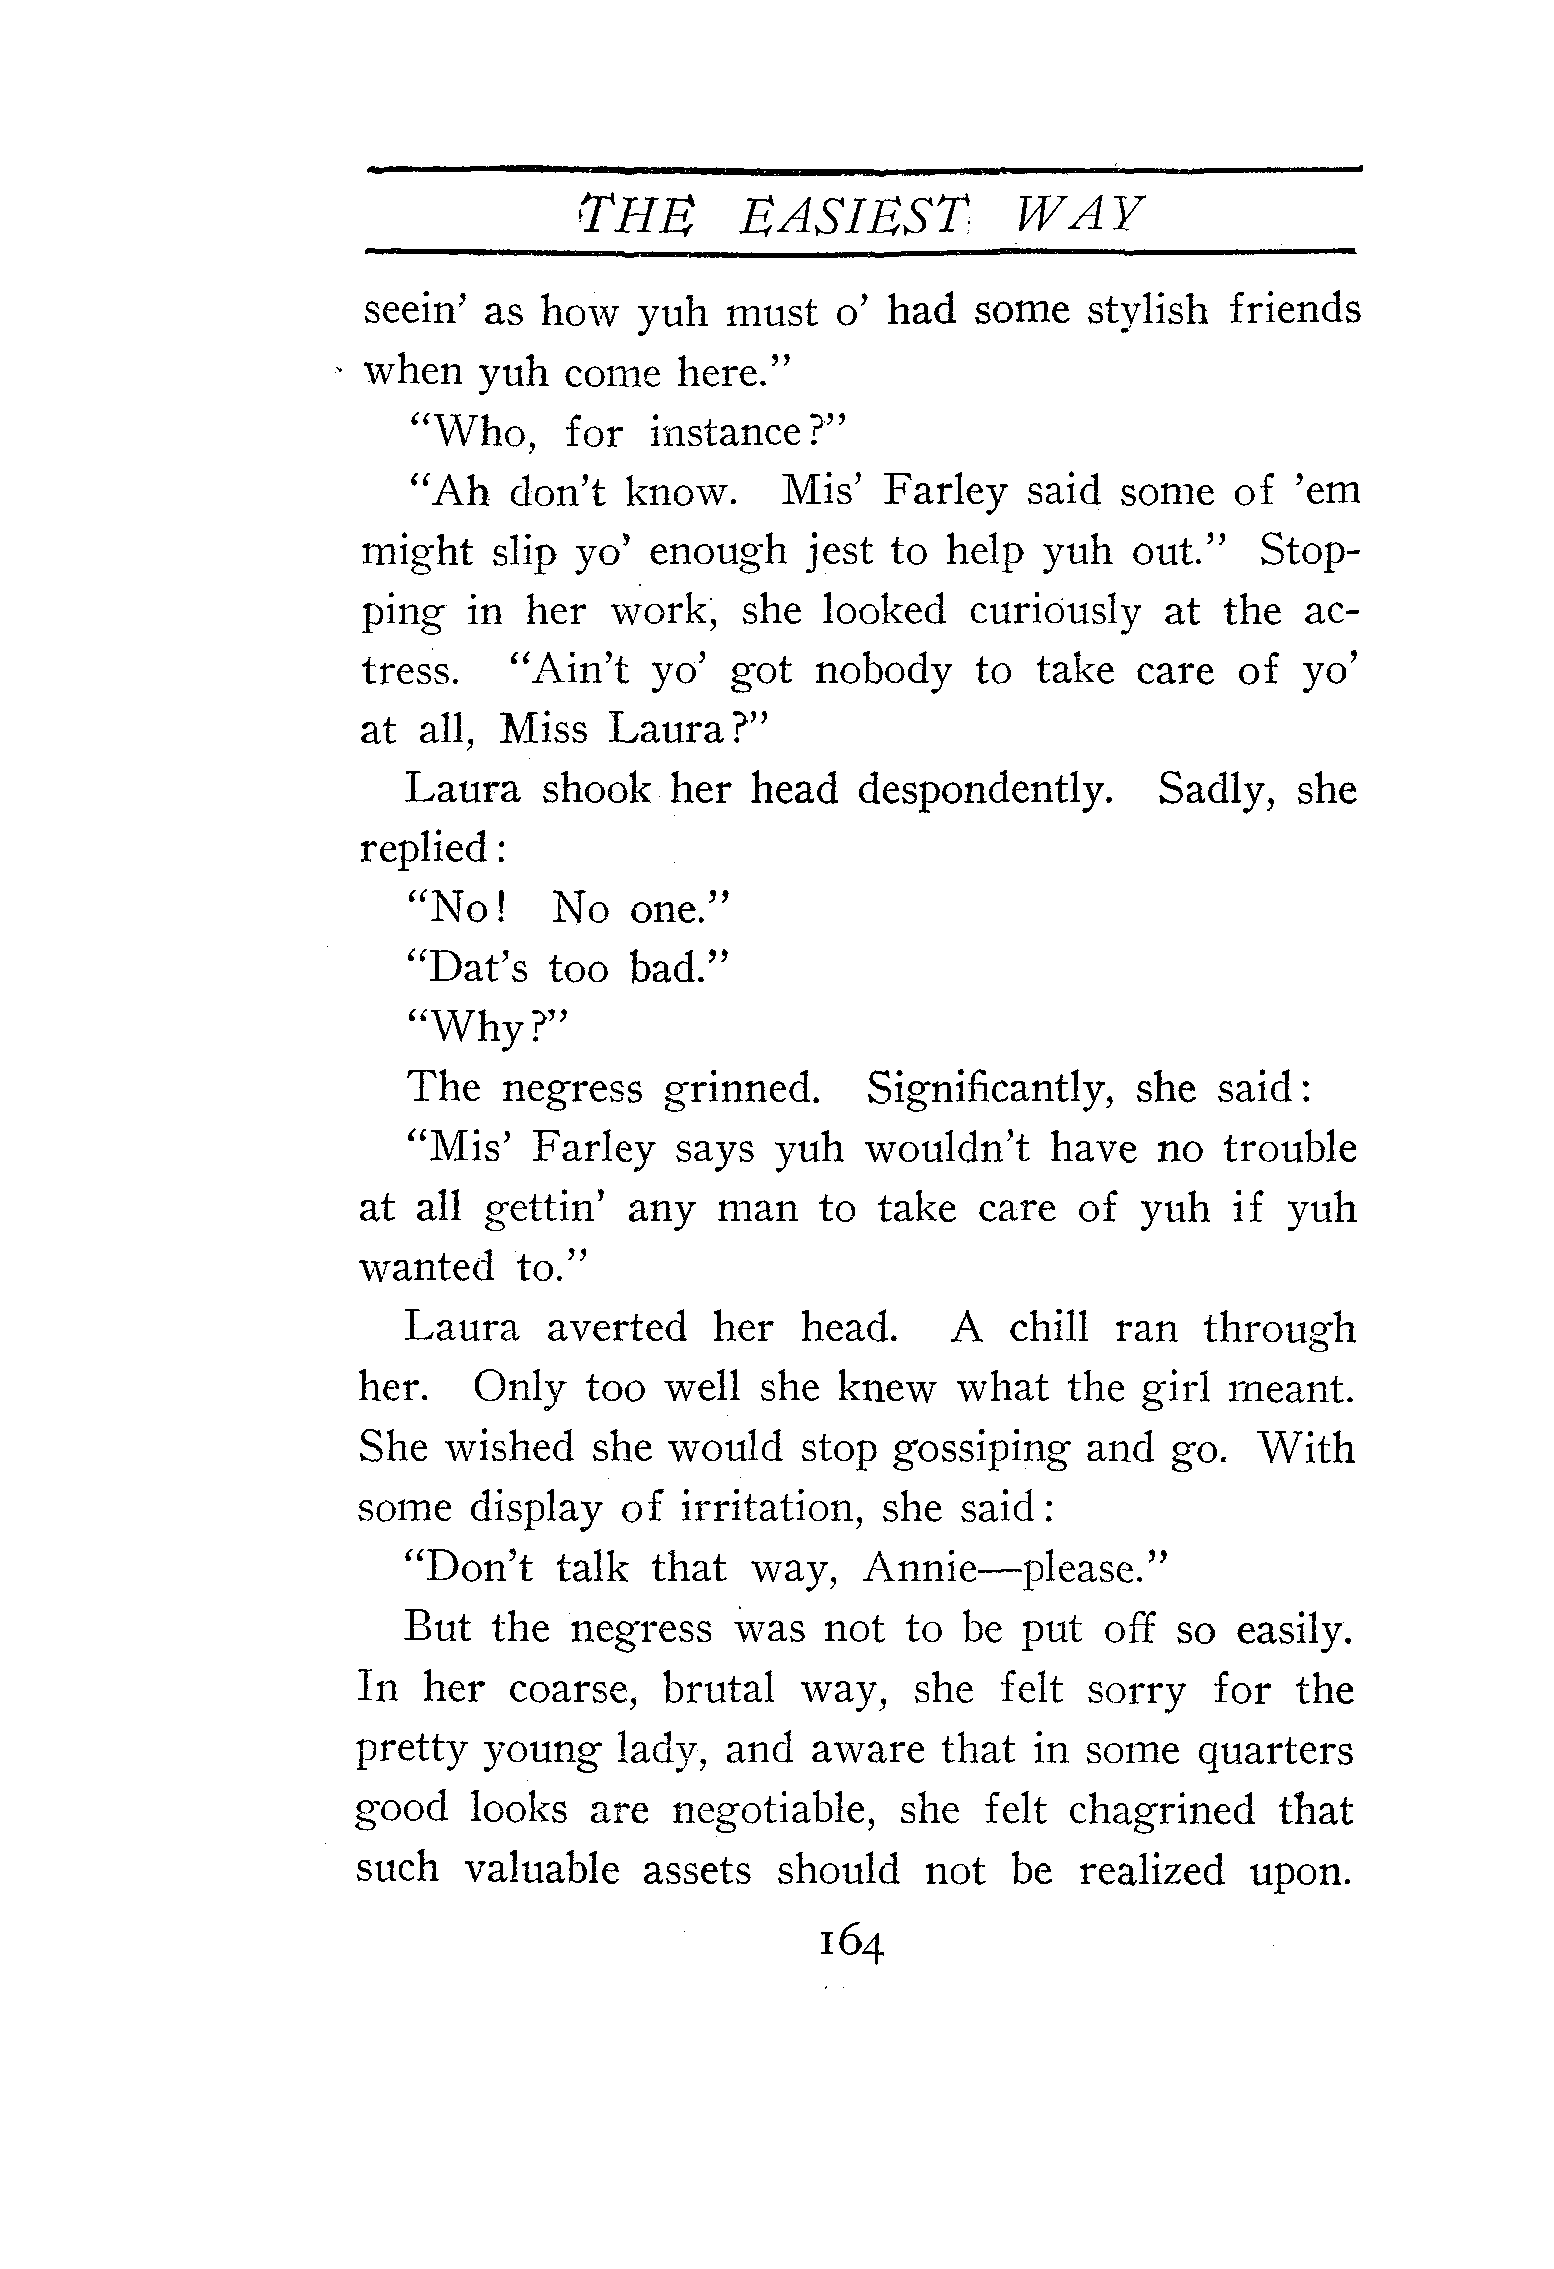 THE EASIEST WAY
seein' as how yuh must o' had some stylish friends
when yuh come here."
"Who, for instance?"
"Ah don't know. Mis' Farley said some of 'em
might slip yo' enough jest to help yuh out." Stop-
ping in her work, she looked curiously at the ac-
tress. "Ain't yo' got nobody to take care of yo'
at all, Miss Laura?"
Laura shook her head despondently. Sadly, she
replied:
"No! No one."
"Dat's too bad."
"Why?"
The negress grinned. Significantly, she said:
"Mis' Farley says yuh wouldn't have no trouble
at all gettin' any man to take care of yuh if yuh
wanted to."
Laura averted her head. A chill ran through
her. Only too well she knew what the girl meant.
She wished she would stop gossiping and go. With
some display of irritation, she said:
"Don't talk that way, Annie—please."
But the negress was not to be put off so easily.
In her coarse, brutal way, she felt sorry for the
pretty young lady, and aware that in some quarters
good looks are negotiable, she felt chagrined that
such valuable assets should not be realized upon.
164